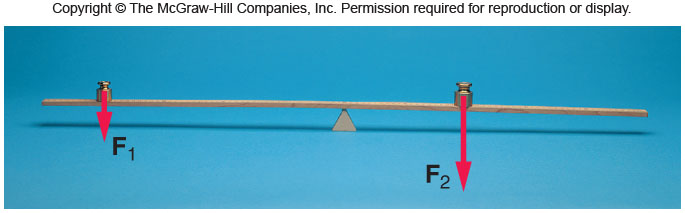 Copyright © The McGraw-Hill Companies, Inc. Permission required for reproduction or display.
F1
F2